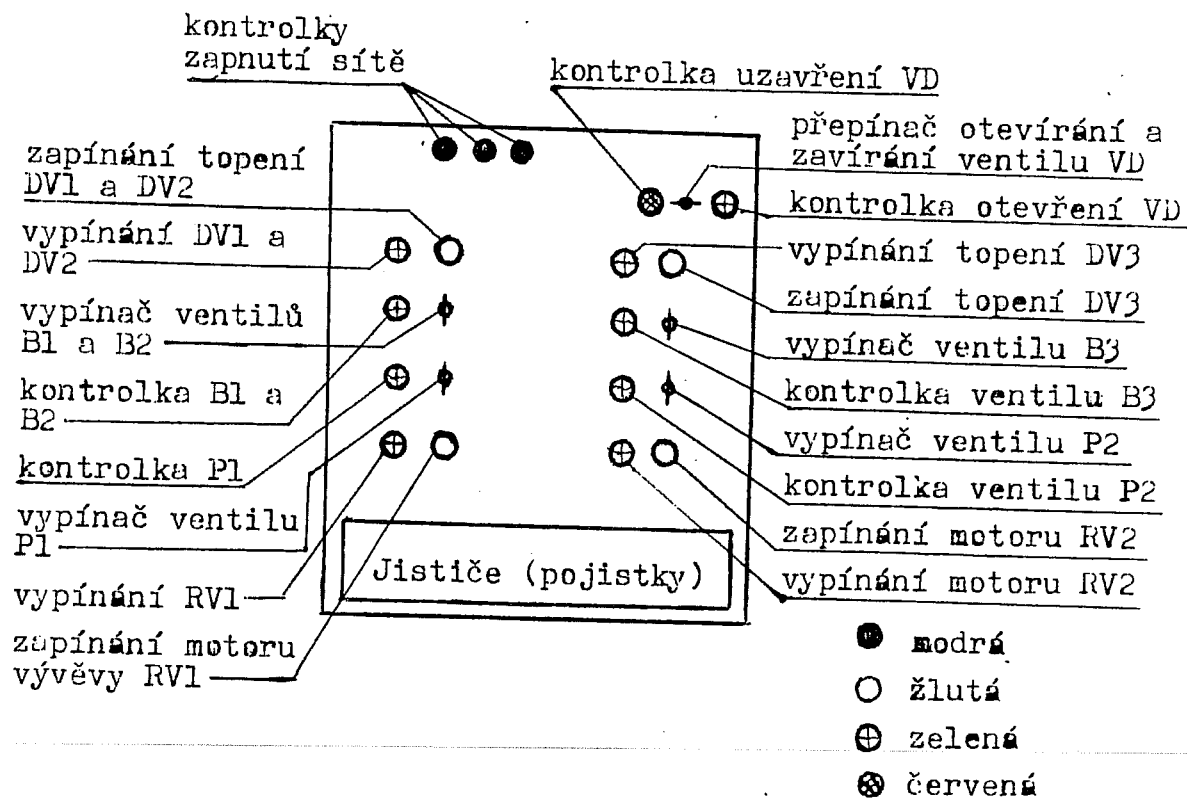 kontrolky
zapnutí sítě
kontrolka uzavření VD
zapínání topení
DV1 a DV2
vypínání DV1 a
DV2
vypínač ventilů
B1 a B2
kontrolka B1 a
B2
kontrolka P1
vypínač ventilu
P1
vypínání RV1
zapínání motoru
vývěvy RV1
přepínač otevírání a
zavírání ventilu VD
kontrolka otevření VD
vypínání topení DV3
zapínání topení DV3
vypínač ventilu B3
kontrolka ventilu B3
vypínač ventilu P2
kontrolka ventilu P2
zapínání motoru RV2
vypínání motoru RV2
Jističe (pojistky)
modrá
žlutá
zelená
červená